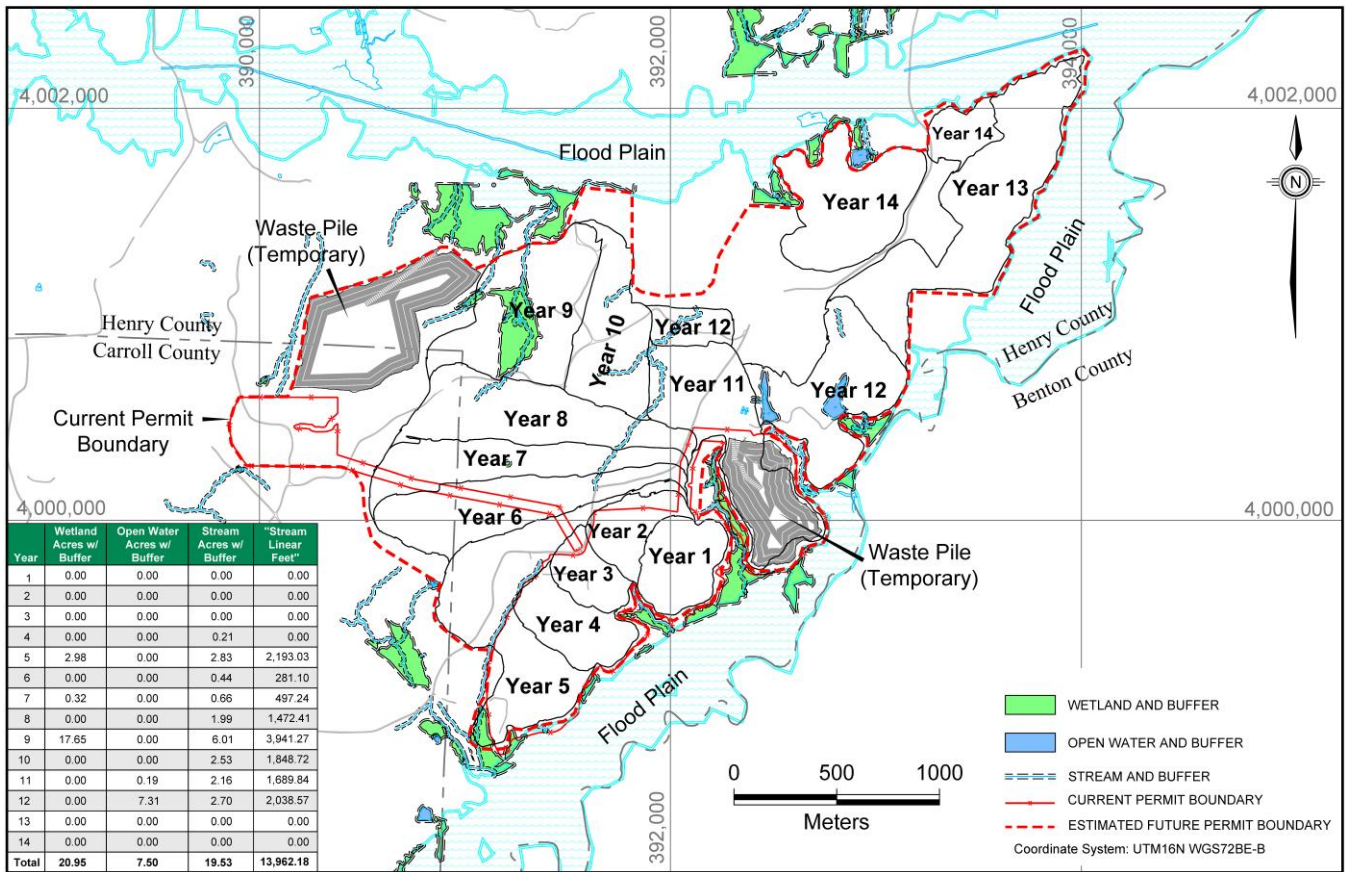 390,000
392,000
394,000
4,002,000
4,002,000
Flood Plain
Year 14
Year 14
Year 13
Waste Pile
(Temporary)
N
Flood Plain
Year 9
Year 10
Year 12
Henry County
Carroll County
Henry County
Benton County
Year 11
Year 12
Current Permit
Boundary
Year 8
Year 7
Year 6
4,000,000
4,000,000
Year 2
Year 1
Year 3
Waste Pile
(Temporary)
Year 4
Year 5
Flood Plain
392,000
Year | Wetland Acres w/ Buffer | Open Water Acres w/ Buffer | Stream Acres w/ Buffer | "Stream Linear Feet"
1 0.00 0.00 0.00 0.00
2 0.00 0.00 0.00 0.00
3 0.00 0.00 0.00 0.00
4 0.00 0.00 0.21 0.00
5 2.98 0.00 2.83 2,193.03
6 0.00 0.00 0.44 281.10
7 0.32 0.00 0.66 497.24
8 0.00 0.00 1.99 1,472.41
9 17.65 0.00 6.01 3,941.27
10 0.00 0.00 2.53 1,848.72
11 0.00 0.19 2.16 1,689.84
12 0.00 7.31 2.70 2,038.57
13 0.00 0.00 0.00 0.00
14 0.00 0.00 0.00 0.00
Total 20.95 7.50 19.53 13,962.18
0 500 1000
Meters
WETLAND AND BUFFER
OPEN WATER AND BUFFER
STREAM AND BUFFER
CURRENT PERMIT BOUNDARY
ESTIMATED FUTURE PERMIT BOUNDARY
Coordinate System: UTM16N WGS72BE-B